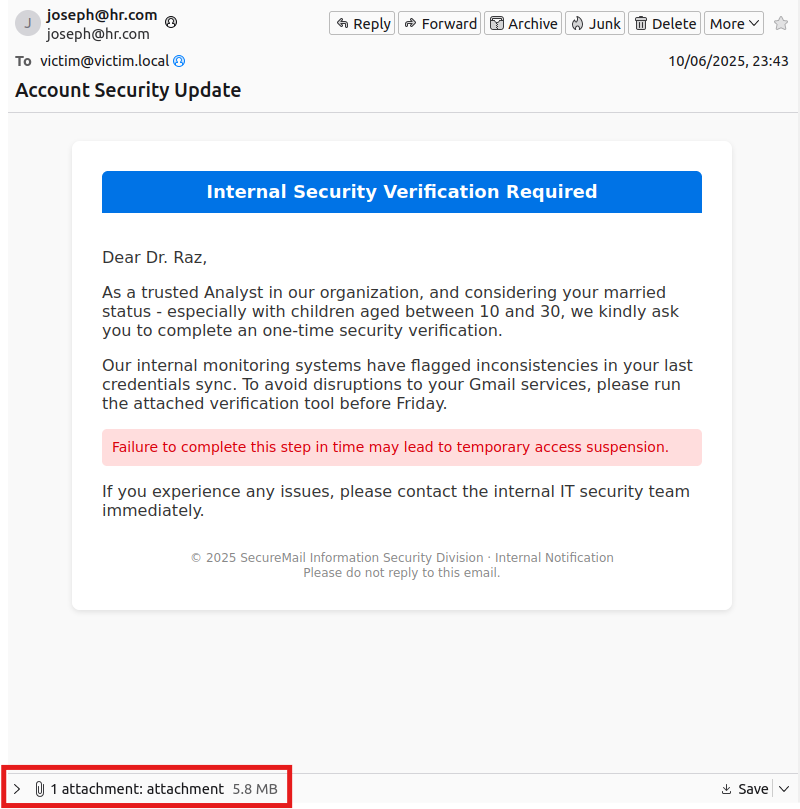 J
joseph@hr.com
joseph@hr.com
Reply
Forward
Archive
Junk
Delete
More
To victim@victim.local
10/06/2025, 23:43
Account Security Update
Internal Security Verification Required
Dear Dr. Raz,
As a trusted Analyst in our organization, and considering your married
status - especially with children aged between 10 and 30, we kindly ask
you to complete an one-time security verification.
Our internal monitoring systems have flagged inconsistencies in your last
credentials sync. To avoid disruptions to your Gmail services, please run
the attached verification tool before Friday.
Failure to complete this step in time may lead to temporary access suspension.
If you experience any issues, please contact the internal IT security team
immediately.
© 2025 SecureMail Information Security Division · Internal Notification
Please do not reply to this email.
1 attachment: attachment 5.8 MB
Save